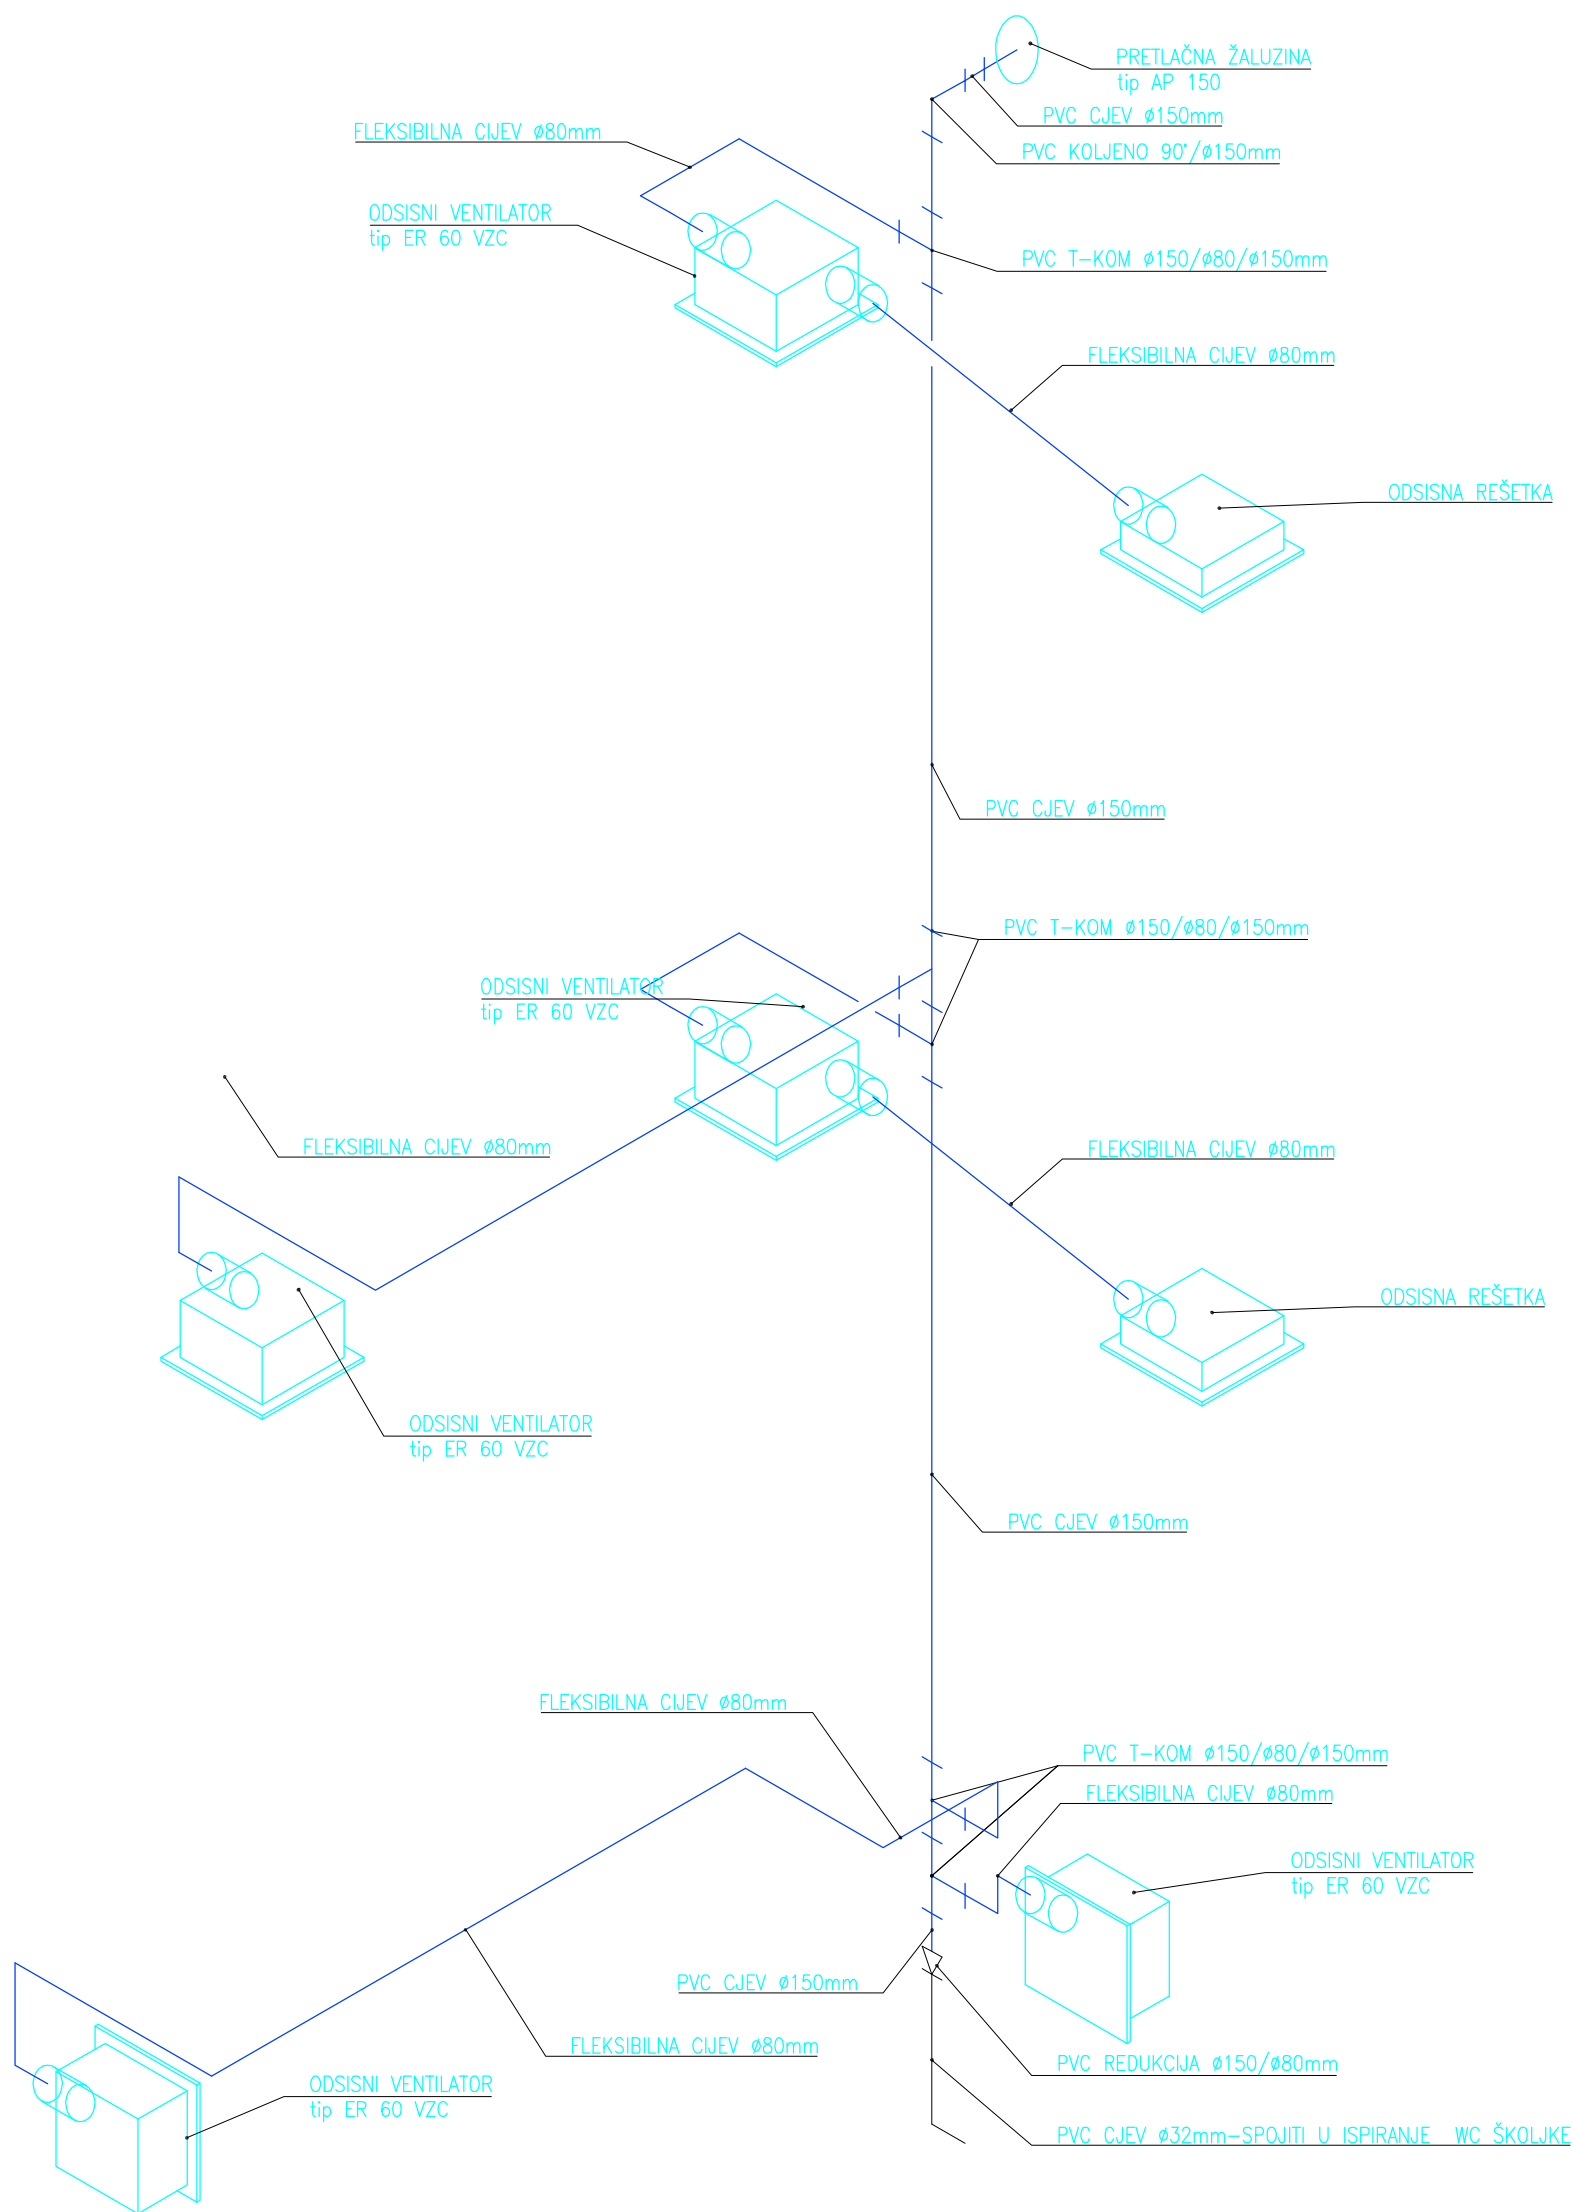 PRETLAČNA ŽALUZINA
tip AP 150
PVC CJEV ø150mm
FLEKSIBILNA CIJEV ø80mm
PVC KOLJENO 90°/ø150mm
ODSISNI VENTILATOR
tip ER 60 VZC
PVC T-KOM ø150/ø80/ø150mm
FLEKSIBILNA CIJEV ø80mm
ODSISNA REŠETKA
PVC CJEV ø150mm
PVC T-KOM ø150/ø80/ø150mm
ODSISNI VENTILATOR
tip ER 60 VZC
FLEKSIBILNA CIJEV ø80mm
FLEKSIBILNA CIJEV ø80mm
ODSISNA REŠETKA
ODSISNI VENTILATOR
tip ER 60 VZC
PVC CJEV ø150mm
FLEKSIBILNA CIJEV ø80mm
PVC T-KOM ø150/ø80/ø150mm
FLEKSIBILNA CIJEV ø80mm
ODSISNI VENTILATOR
tip ER 60 VZC
PVC CJEV ø150mm
FLEKSIBILNA CIJEV ø80mm
PVC REDUKCIJA ø150/ø80mm
ODSISNI VENTILATOR
tip ER 60 VZC
PVC CJEV ø32mm-SPOJITI U ISPIRANJE WC ŠKOLJKE